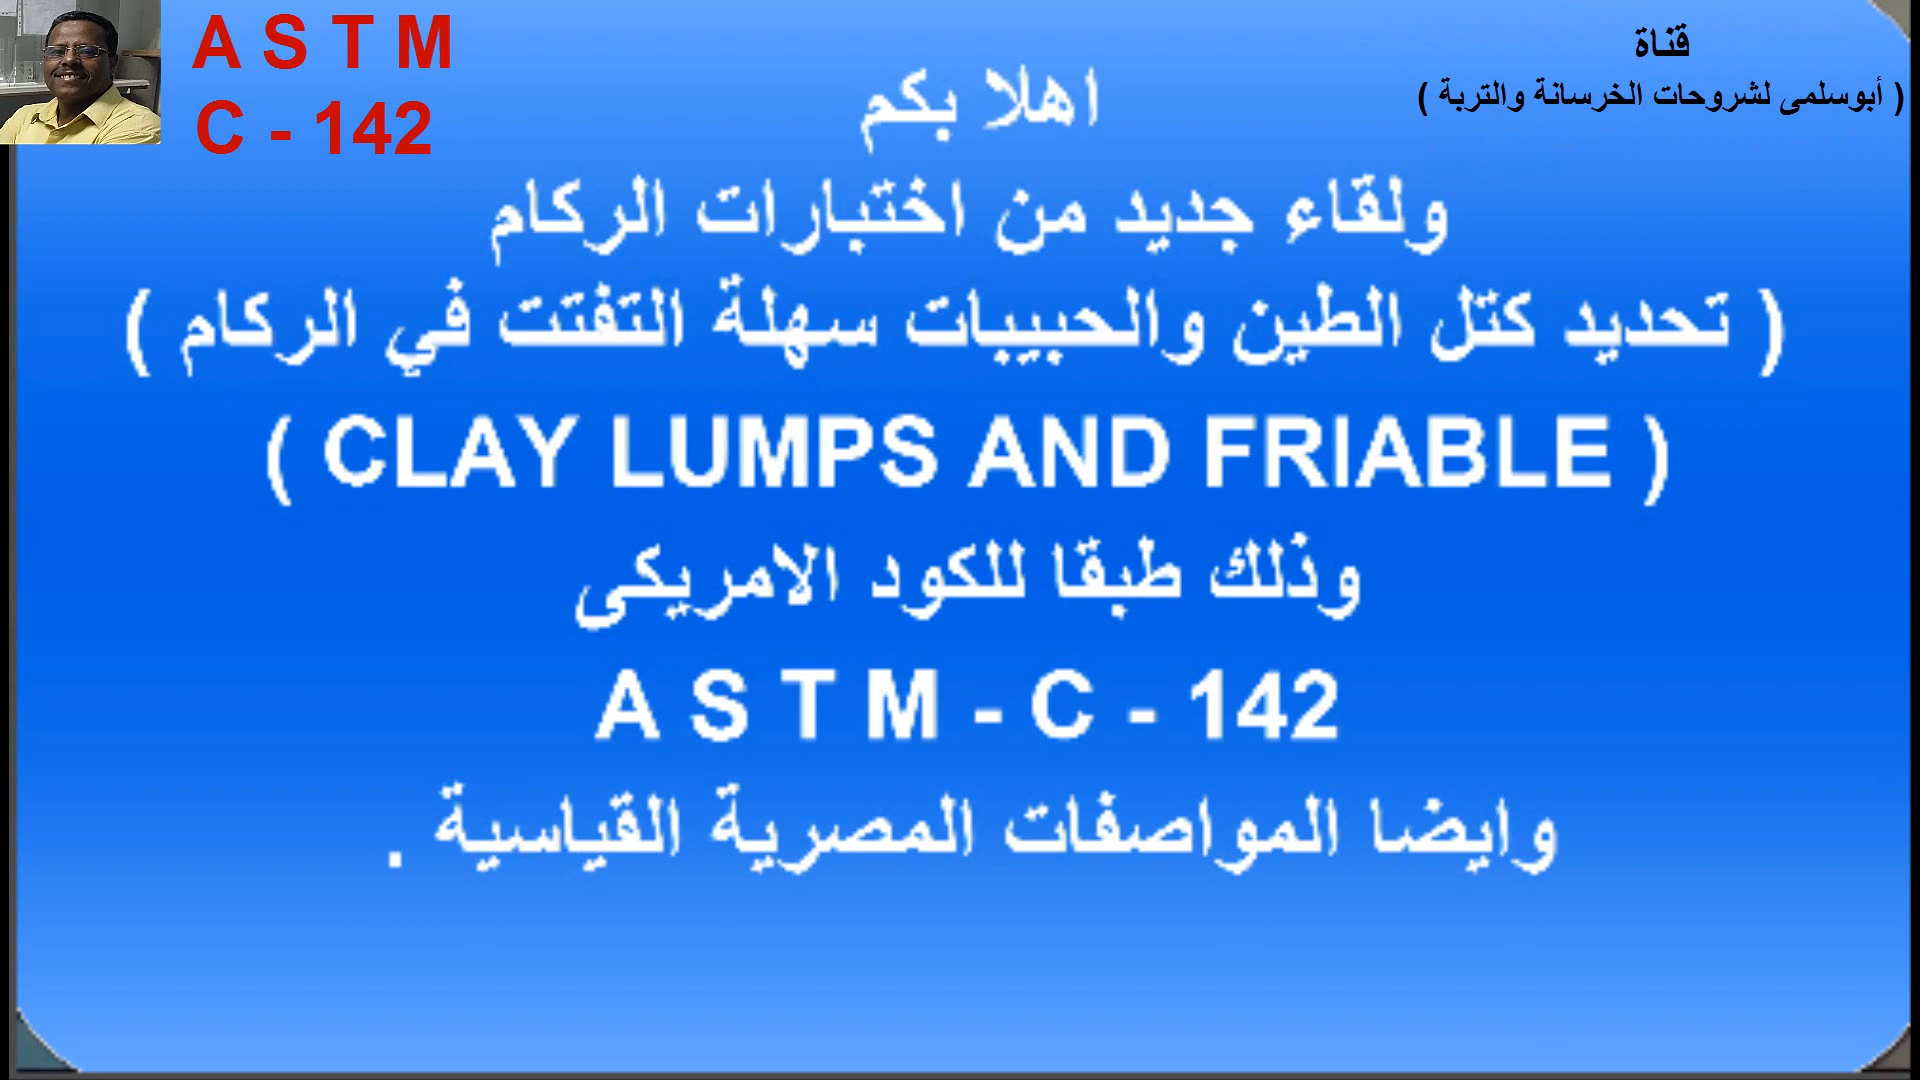 A S T M
C - 142
قناة
( أبوسلمى لشروحات الخرسانة والتربة )
اهلا بكم
ولقاء جديد من اختبارات الركام
( تحديد كتل الطين والحبيبات سهلة التفتت في الركام )
( CLAY LUMPS AND FRIABLE )
وذلك طبقا للكود الامريكى
A S T M - C - 142
وايضا المواصفات المصرية القياسية .